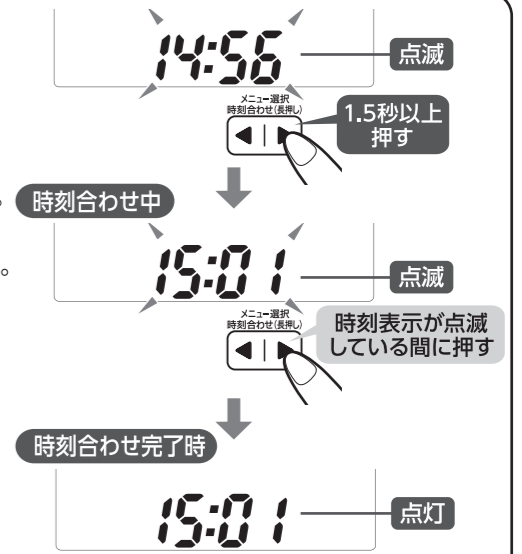 14:56
点滅
メニュー選択
時刻合わせ(長押し)
1.5秒以上
押す
時刻合わせ中
。
15:01
点滅
メニュー選択
時刻合わせ(長押し)
時刻表示が点滅
している間に押す
時刻合わせ完了時
15:01
点灯